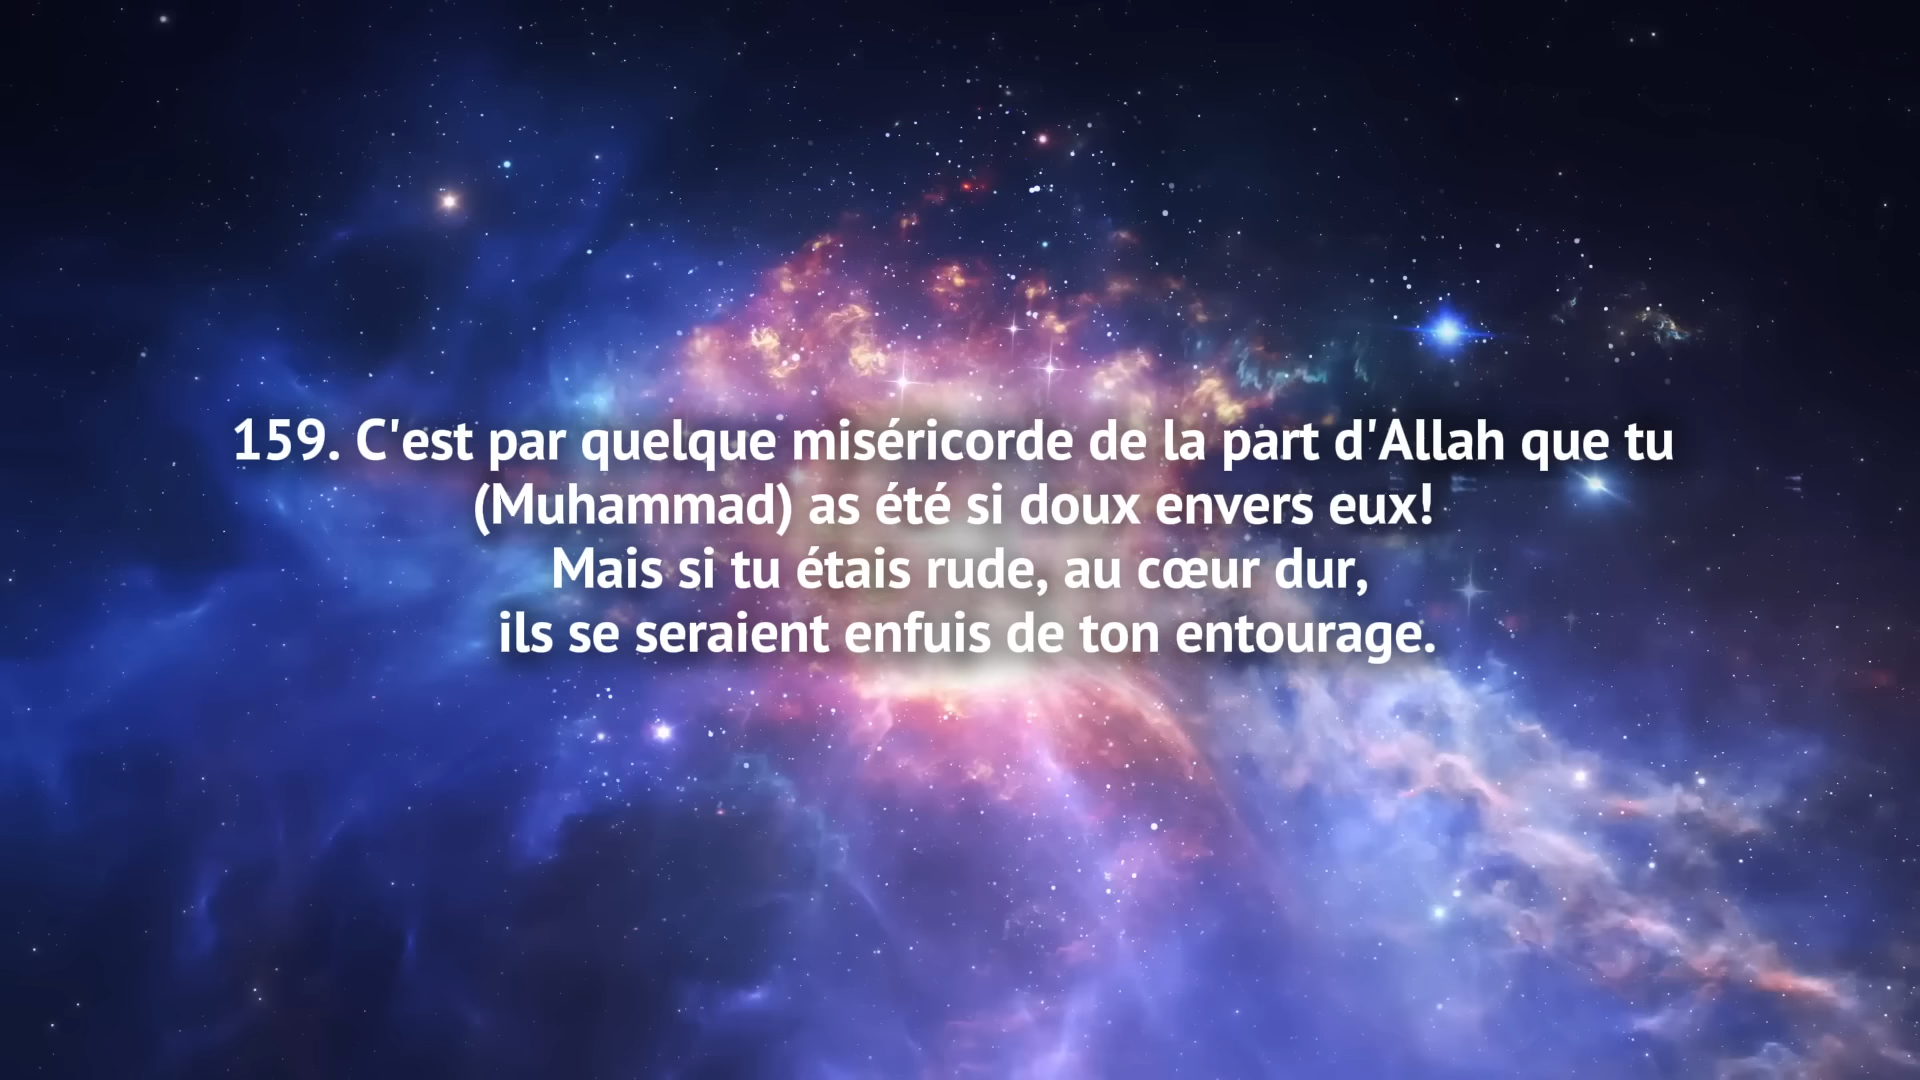 159. C'est par quelque miséricorde de la part d'Allah que tu
(Muhammad) as été si doux envers eux!
Mais si tu étais rude, au cœur dur,
ils se seraient enfuis de ton entourage.